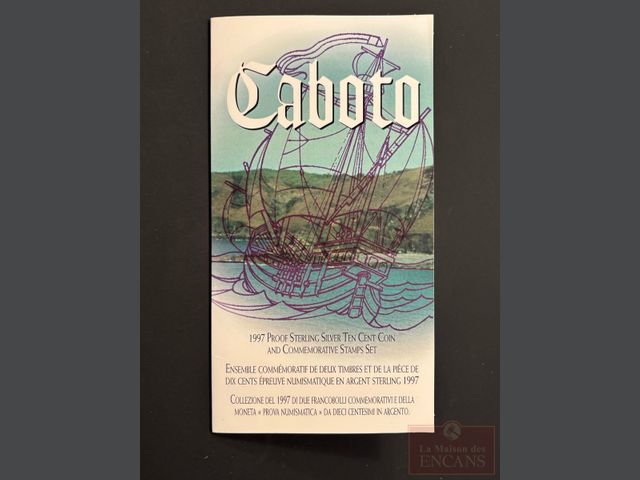 Caboto
1997 Proof Sterling Silver Ten Cent Coin
and Commemorative Stamps Set
Ensemble commémoratif de deux timbres et de la pièce de
dix cents épreuve numismatique en argent sterling 1997
Collezione del 1997 di due francobolli commemorativi e della
moneta « prova numismatica » da dieci centesimi in argento.
La Maison des
ENCANS